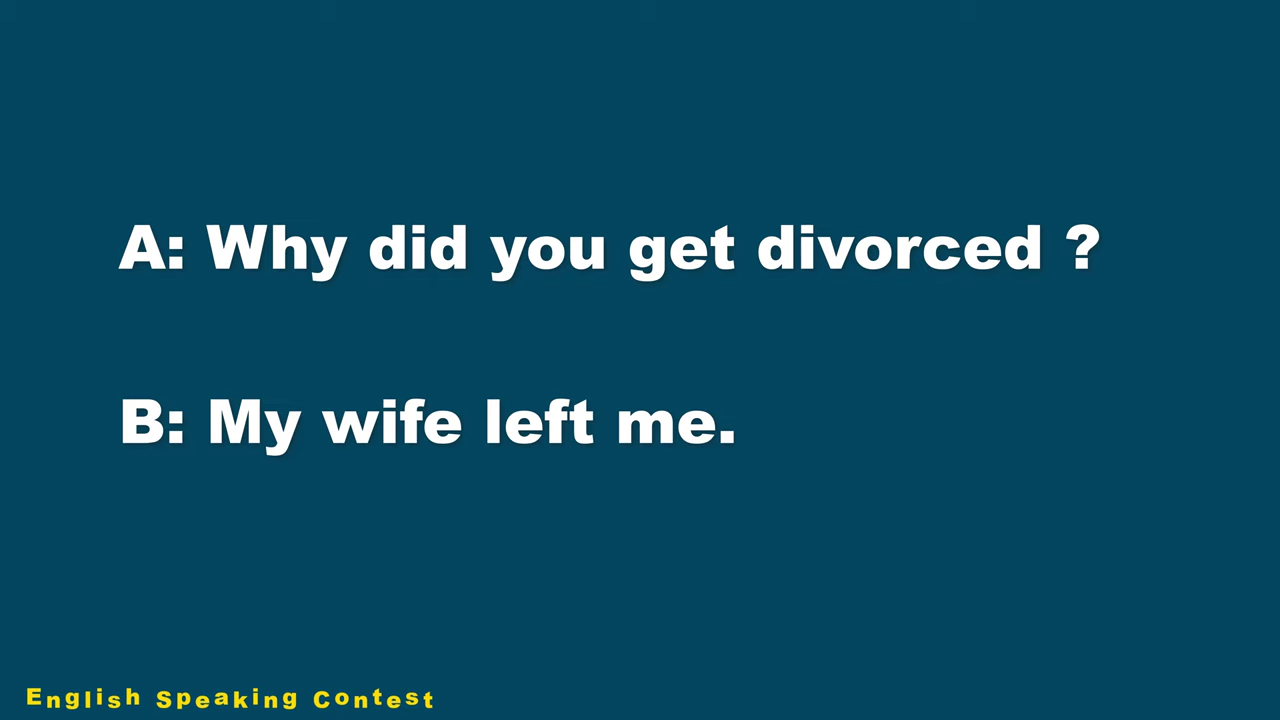 A: Why did you get divorced ?
B: My wife left me.
English Speaking Contest